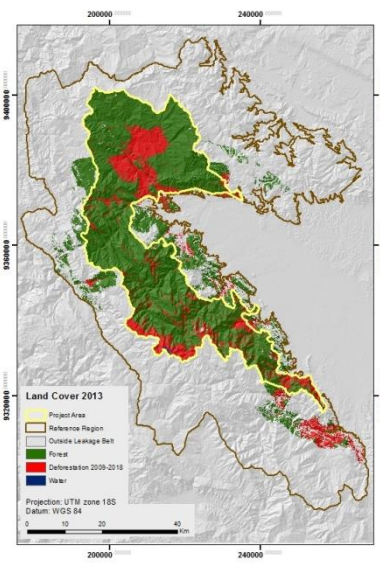 200000 240000
9400000
9360000
9320000
Land Cover 2013
Project Area
Reference Region
Outside Leakage Belt
Forest
Deforestation 2009-2018
Water
Projection: UTM zone 18S
Datum: WGS 84
0 10 20 40
Km
200000 240000